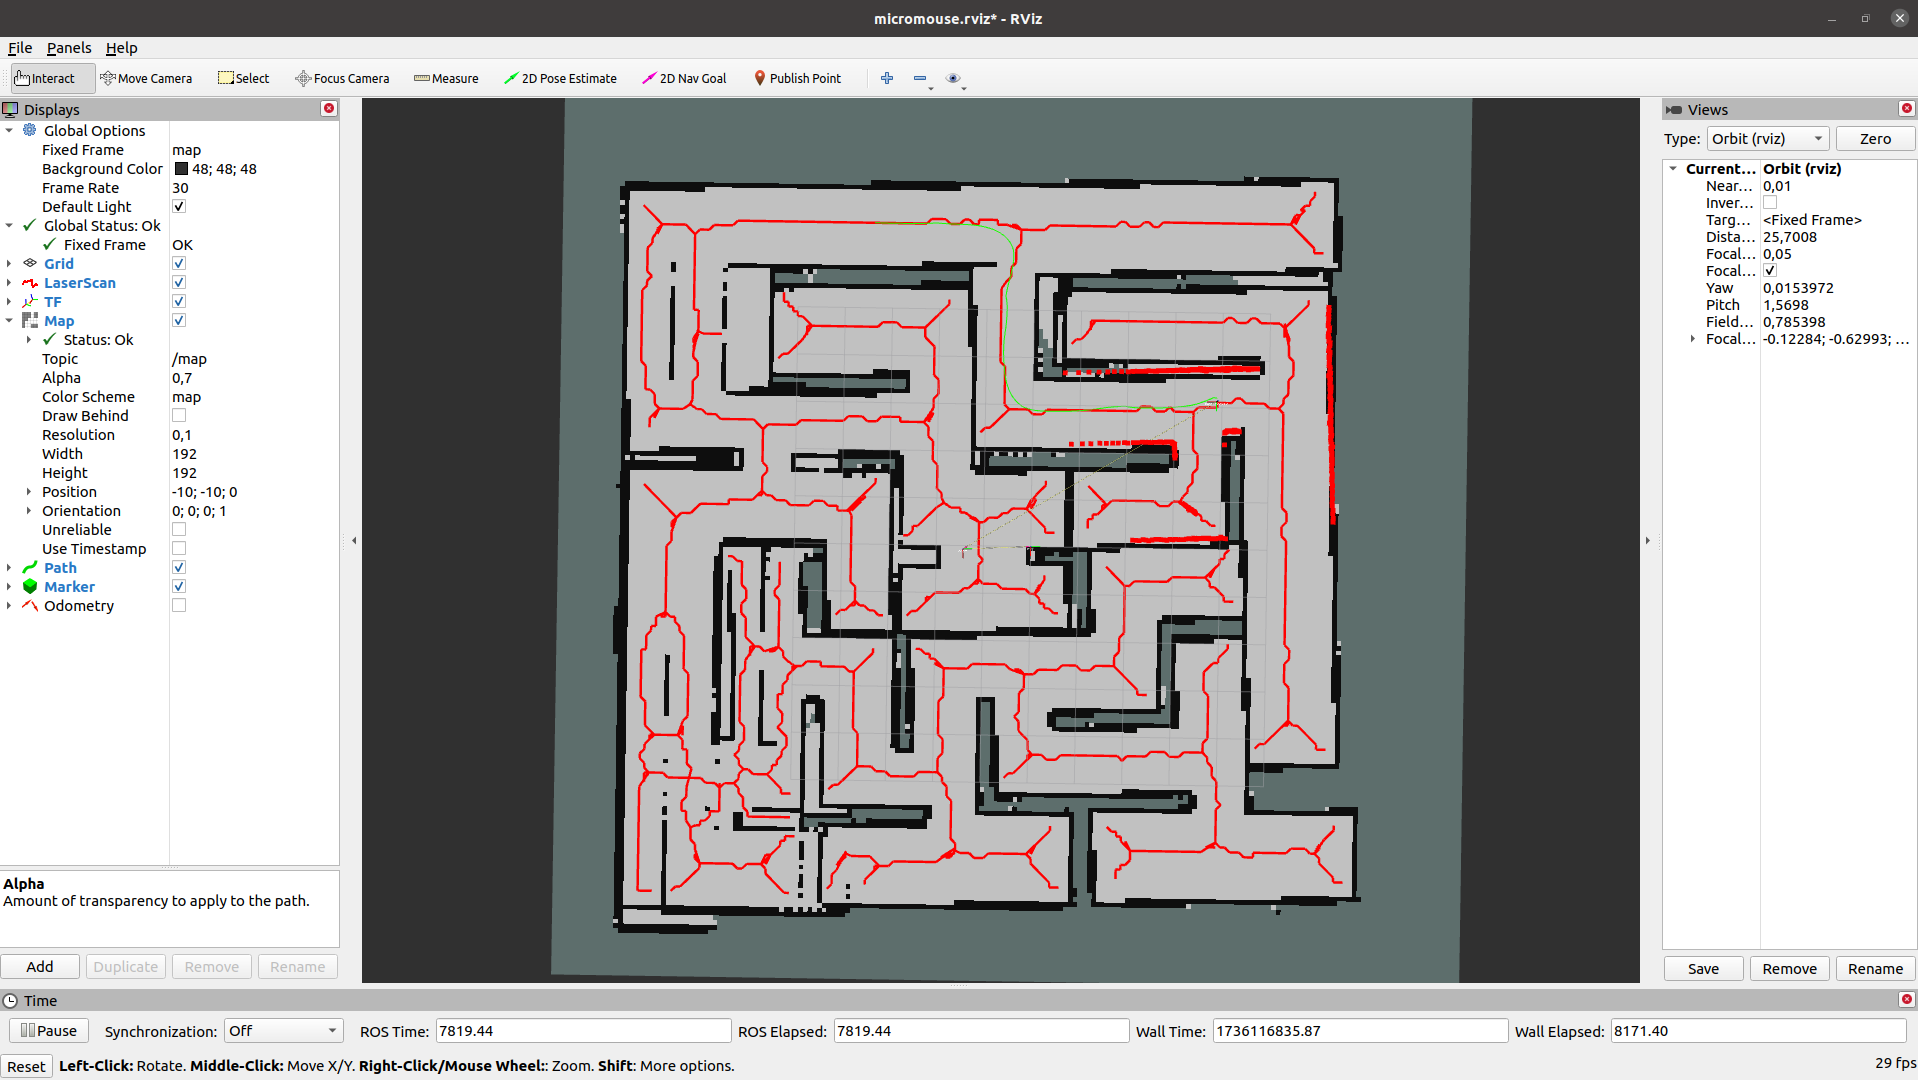 micromouse.rviz* - RViz
File Panels Help
Interact Move Camera Select Focus Camera Measure 2D Pose Estimate 2D Nav Goal Publish Point
Displays
Global Options
Fixed Frame map
Background Color 48; 48; 48
Frame Rate 30
Default Light
Global Status: Ok
Fixed Frame OK
Grid
LaserScan
TF
Map
Status: Ok
Topic /map
Alpha 0,7
Color Scheme map
Draw Behind
Resolution 0,1
Width 192
Height 192
Position -10; -10; 0
Orientation 0; 0; 0; 1
Unreliable
Use Timestamp
Path
Marker
Odometry
Alpha
Amount of transparency to apply to the path.
Add Duplicate Remove Rename
Views
Type: Orbit (rviz) Zero
Current... Orbit (rviz)
Near... 0,01
Inver...
Targ... <Fixed Frame>
Dista... 25,7008
Focal... 0,05
Focal...
Yaw 0,0153972
Pitch 1,5698
Field... 0,785398
Focal... -0.12284; -0.62993; ...
Save Remove Rename
Time
Pause Synchronization: Off ROS Time: 7819.44 ROS Elapsed: 7819.44 Wall Time: 1736116835.87 Wall Elapsed: 8171.40
Reset Left-Click: Rotate. Middle-Click: Move X/Y. Right-Click/Mouse Wheel:: Zoom. Shift: More options. 29 fps